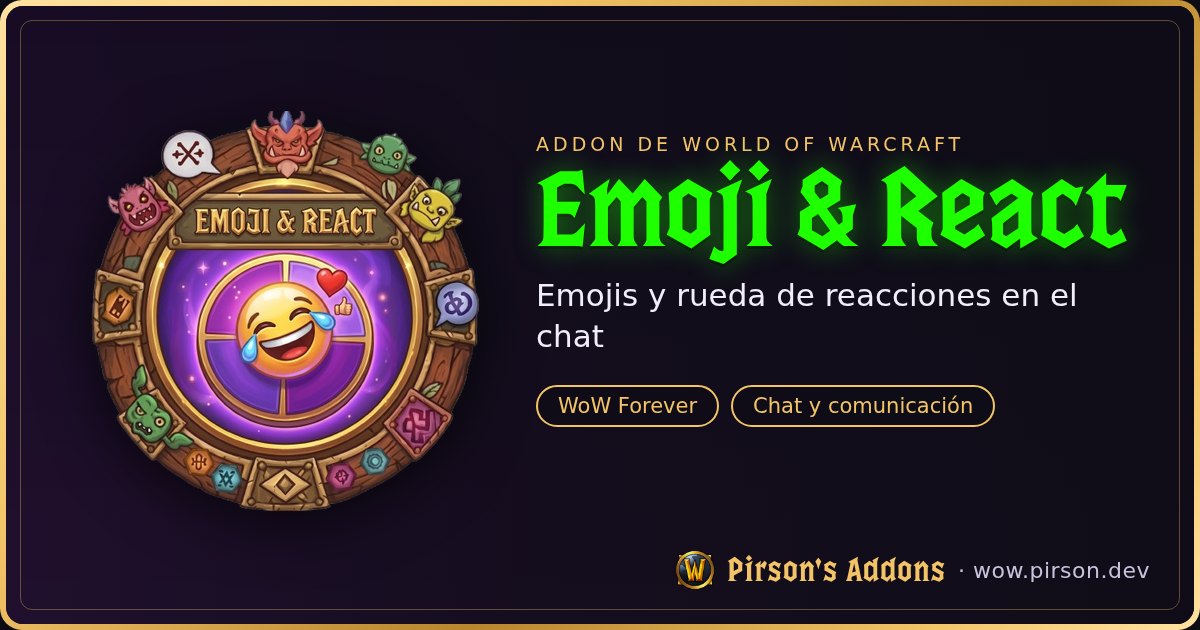 EMOJI & REACT
ADDON DE WORLD OF WARCRAFT
Emoji & React
Emojis y rueda de reacciones en el
chat
WoW Forever
Chat y comunicación
W Pirson's Addons · wow.pirson.dev